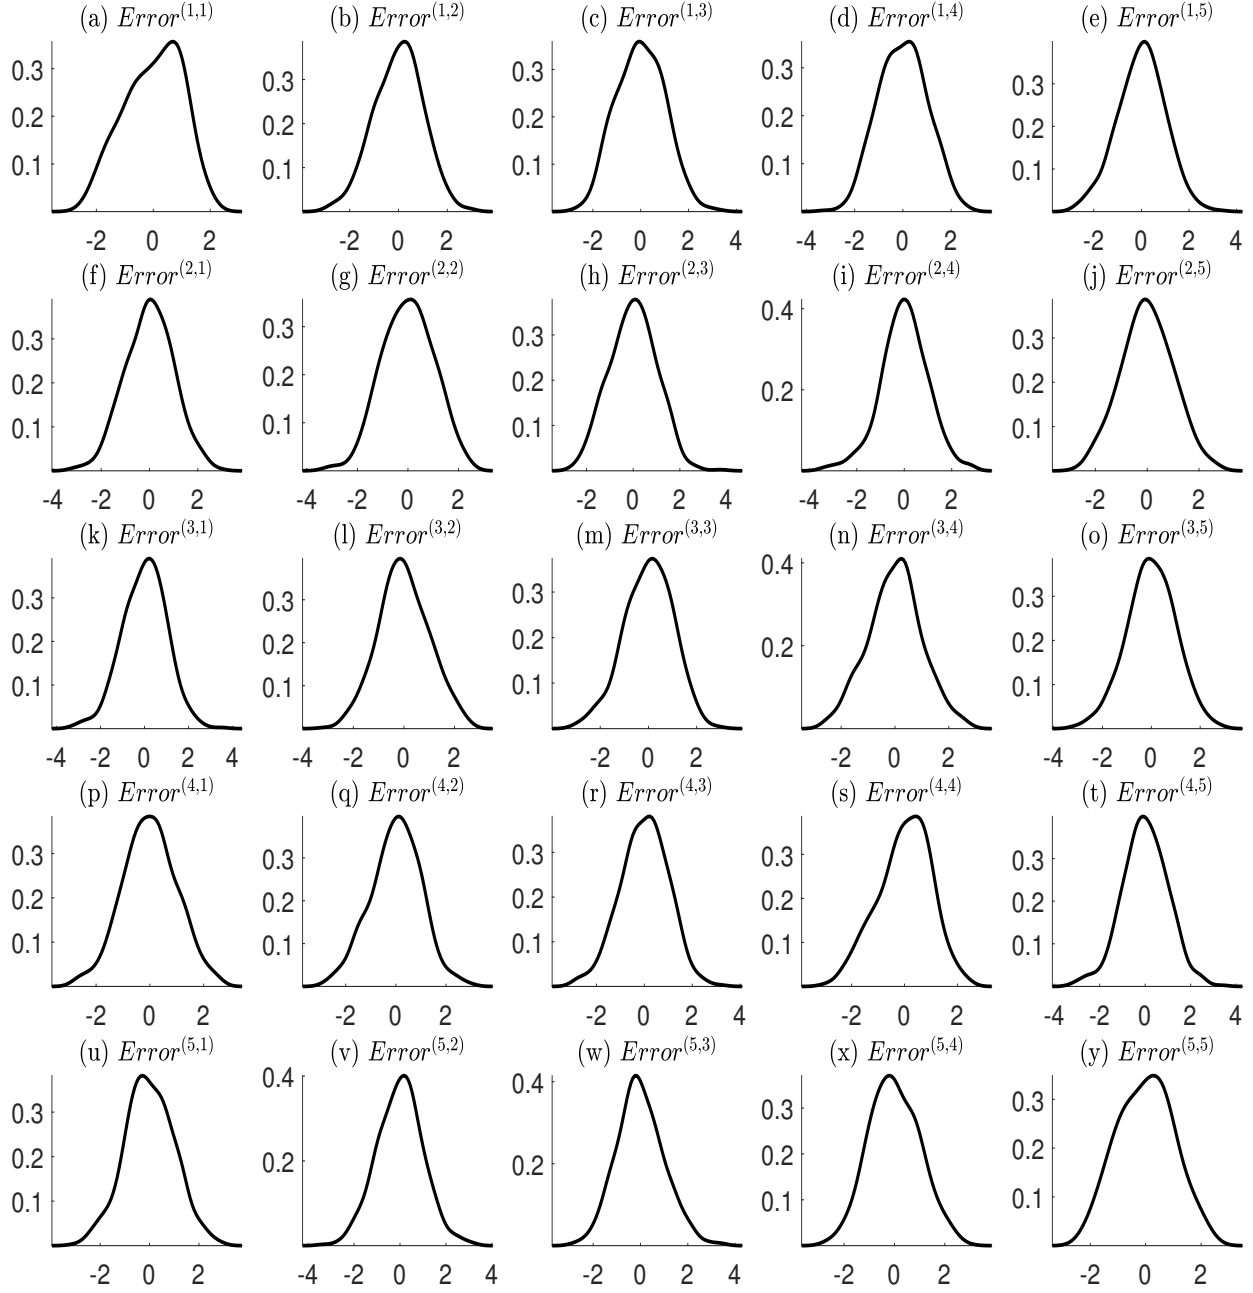 (a) Error^(1,1) (b) Error^(1,2) (c) Error^(1,3) (d) Error^(1,4) (e) Error^(1,5)
0.3 0.3 0.3 0.3 0.3
0.2 0.2 0.2 0.2 0.2
0.1 0.1 0.1 0.1 0.1
-2 0 2 -2 0 2 -2 0 2 4 -4 -2 0 2 -2 0 2 4
(f) Error^(2,1) (g) Error^(2,2) (h) Error^(2,3) (i) Error^(2,4) (j) Error^(2,5)
0.3 0.3 0.3 0.4 0.3
0.2 0.2 0.2 0.2 0.2
0.1 0.1 0.1 0.1
-4 -2 0 2 -4 -2 0 2 -2 0 2 4 -4 -2 0 2 -2 0 2
(k) Error^(3,1) (l) Error^(3,2) (m) Error^(3,3) (n) Error^(3,4) (o) Error^(3,5)
0.3 0.3 0.3 0.4 0.3
0.2 0.2 0.2 0.2 0.2
0.1 0.1 0.1 0.1
-4 -2 0 2 4 -4 -2 0 2 -2 0 2 -2 0 2 -4 -2 0 2
(p) Error^(4,1) (q) Error^(4,2) (r) Error^(4,3) (s) Error^(4,4) (t) Error^(4,5)
0.3 0.3 0.3 0.3 0.3
0.2 0.2 0.2 0.2 0.2
0.1 0.1 0.1 0.1 0.1
-2 0 2 -2 0 2 -2 0 2 4 -2 0 2 -4 -2 0 2 4
(u) Error^(5,1) (v) Error^(5,2) (w) Error^(5,3) (x) Error^(5,4) (y) Error^(5,5)
0.3 0.4 0.4 0.3 0.3
0.2 0.2 0.2 0.2 0.2
0.1 0.1 0.1
-2 0 2 -4 -2 0 2 4 -2 0 2 4 -2 0 2 -2 0 2